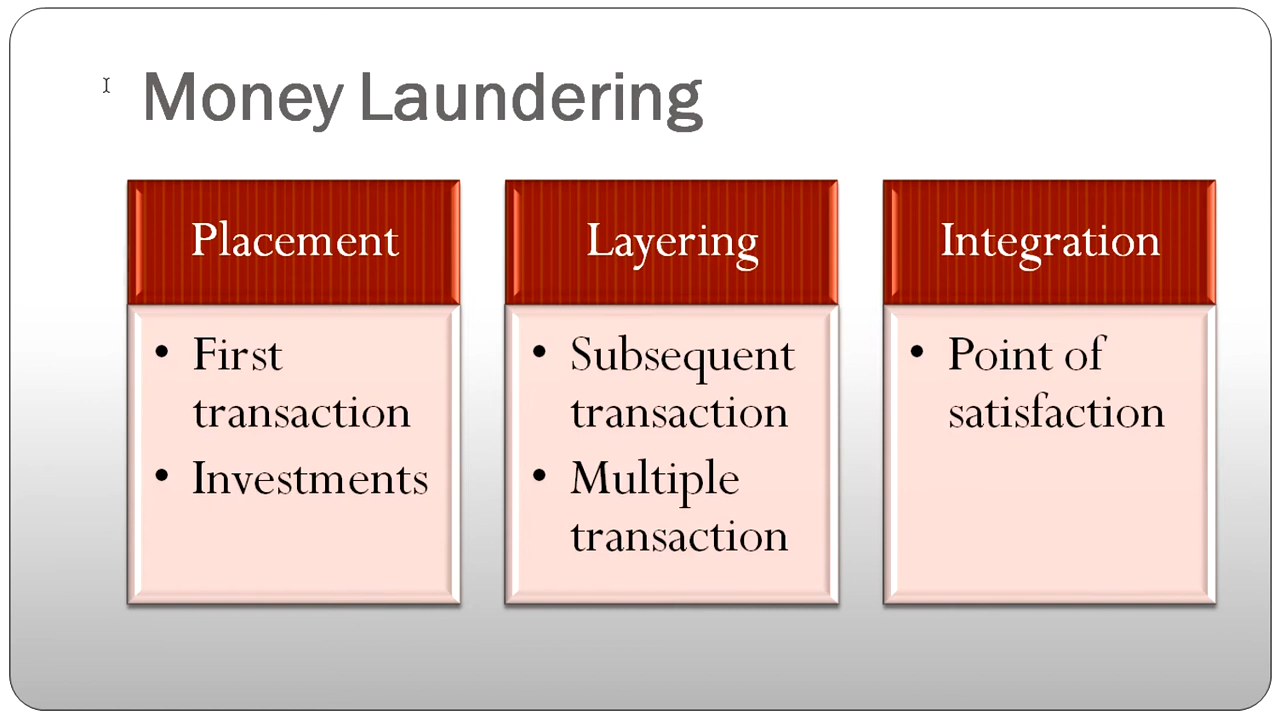 Money Laundering
Placement
• First
transaction
• Investments
Layering
• Subsequent
transaction
• Multiple
transaction
Integration
• Point of
satisfaction